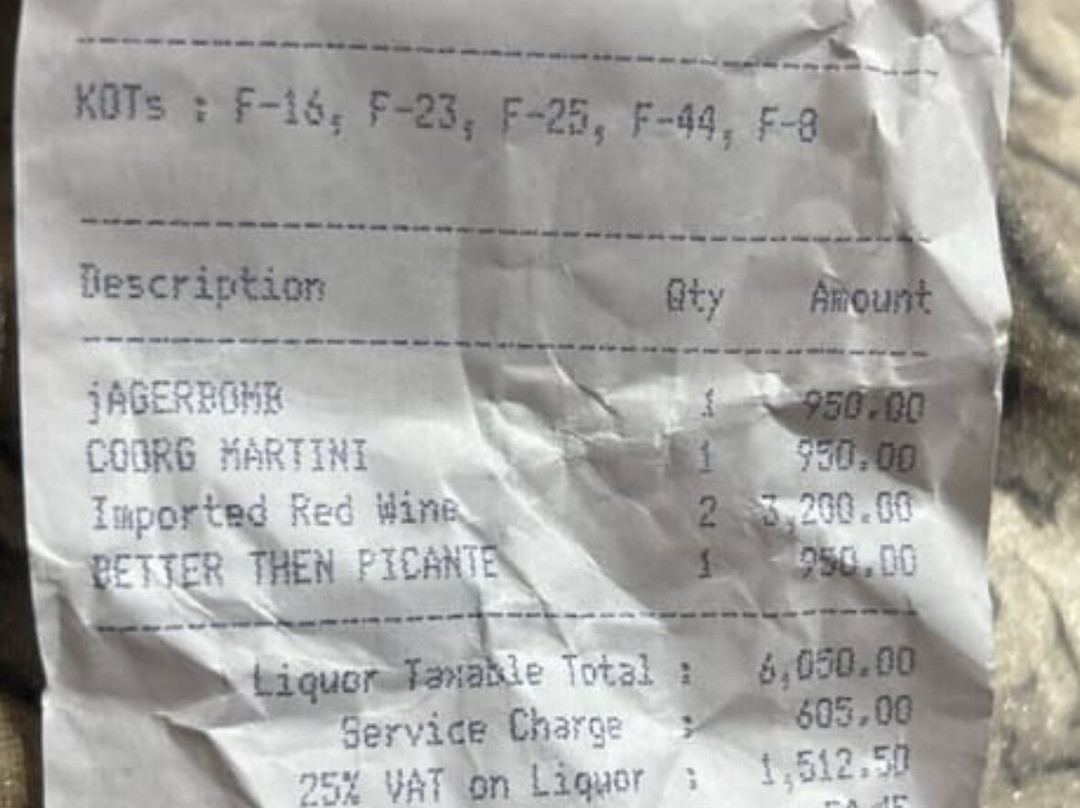 KOTs : F-16, F-23, F-25, F-44, F-8
Description Qty Amount
jAGERBOMB 1 950.00
COORG MARTINI 1 950.00
Imported Red Wine 2 3,200.00
BETTER THEN PICANTE 1 950.00
Liquor Taxable Total : 6,050.00
Service Charge : 605.00
25% VAT on Liquor : 1,512.50